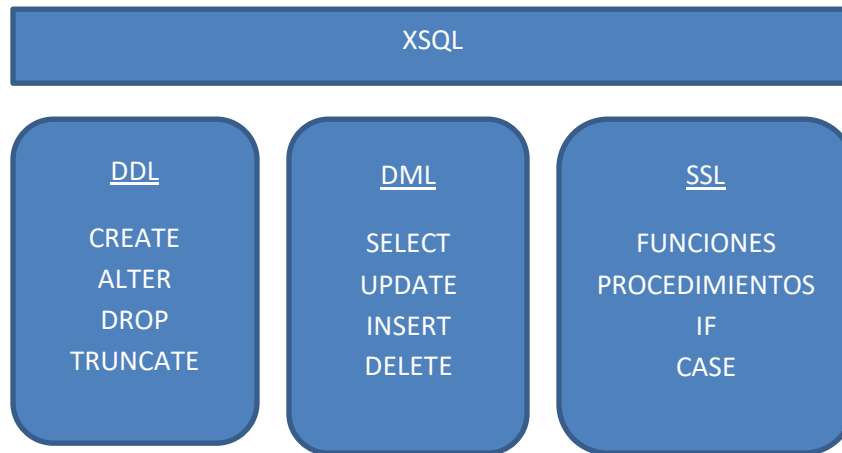 XSQL
DDL
CREATE
ALTER
DROP
TRUNCATE
DML
SELECT
UPDATE
INSERT
DELETE
SSL
FUNCIONES
PROCEDIMIENTOS
IF
CASE